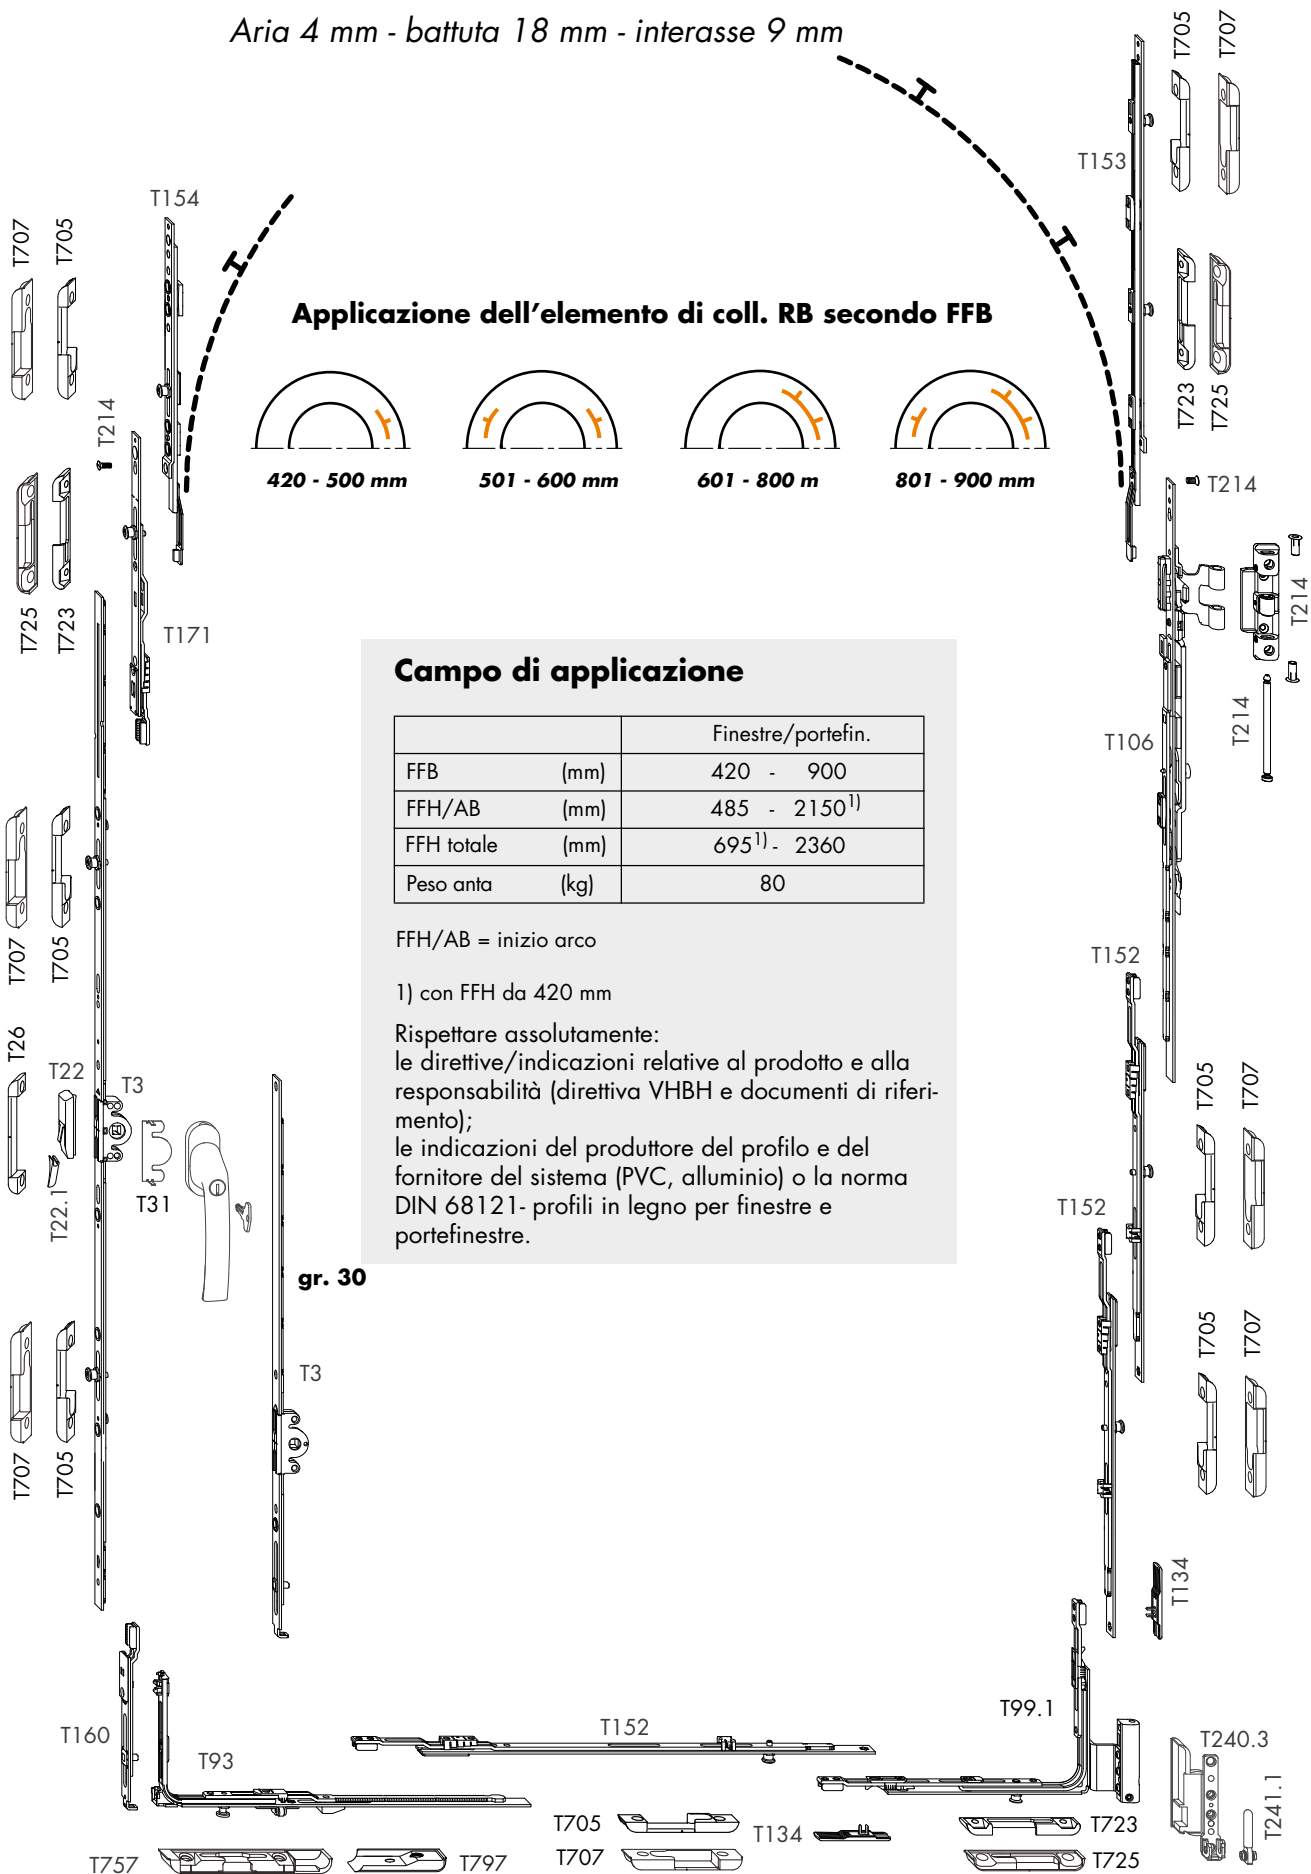 Aria 4 mm - battuta 18 mm - interasse 9 mm
T705
T707
T153
T154
T707
T705
Applicazione dell'elemento di coll. RB secondo FFB
420 - 500 mm
501 - 600 mm
601 - 800 m
801 - 900 mm
T723
T725
T214
T214
T725
T723
T171
T214
T214
T106
Campo di applicazione
Finestre/portefin.
FFB (mm) 420 - 900
FFH/AB (mm) 485 - 2150 1)
FFH totale (mm) 695 1) - 2360
Peso anta (kg) 80
FFH/AB = inizio arco
1) con FFH da 420 mm
Rispettare assolutamente:
le direttive/indicazioni relative al prodotto e alla
responsabilità (direttiva VHBH e documenti di riferi-
mento);
le indicazioni del produttore del profilo e del
fornitore del sistema (PVC, alluminio) o la norma
DIN 68121- profili in legno per finestre e
portefinestre.
T707
T705
T152
T26
T22
T3
T22.1
T31
T705
T707
T152
gr. 30
T3
T707
T705
T705
T707
T134
T160
T93
T152
T99.1
T240.3
T241.1
T705
T707
T134
T723
T725
T757
T797